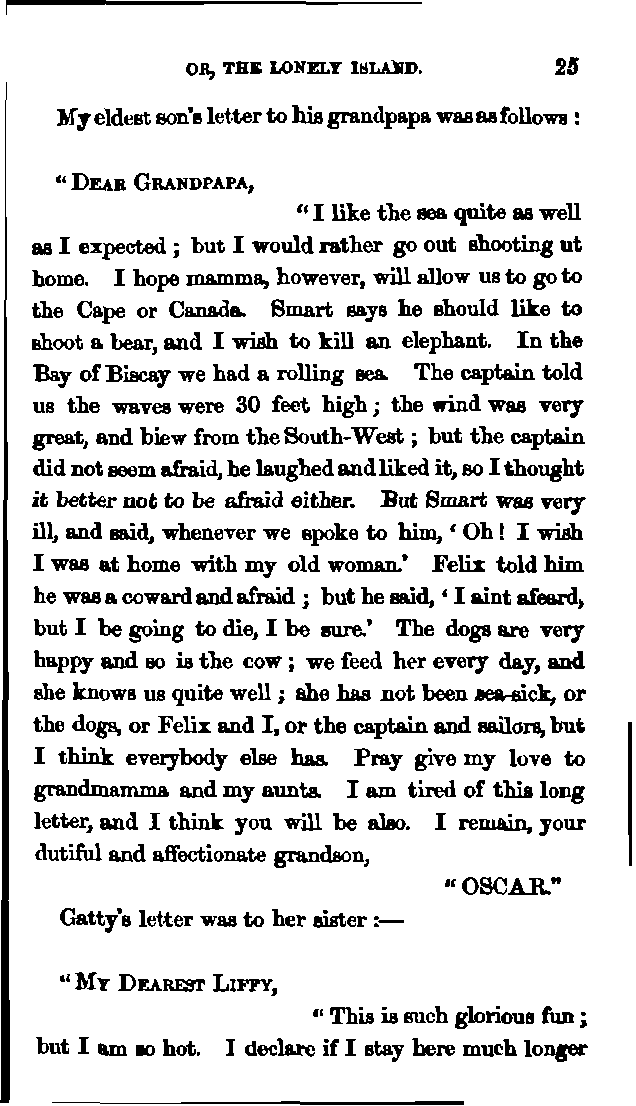 OR, THE LONELY ISLAND. 25
My eldest son's letter to his grandpapa was as follows :
“ DEAR GRANDPAPA,
“ I like the sea quite as well
as I expected ; but I would rather go out shooting ut
home. I hope mamma, however, will allow us to go to
the Cape or Canada. Smart says he should like to
shoot a bear, and I wish to kill an elephant. In the
Bay of Biscay we had a rolling sea. The captain told
us the waves were 30 feet high ; the wind was very
great, and biew from the South-West ; but the captain
did not seem afraid, he laughed and liked it, so I thought
it better not to be afraid either. But Smart was very
ill, and said, whenever we spoke to him, ‘ Oh ! I wish
I was at home with my old woman.’ Felix told him
he was a coward and afraid ; but he said, ‘ I aint afeard,
but I be going to die, I be sure.’ The dogs are very
happy and so is the cow ; we feed her every day, and
she knows us quite well ; she has not been sea-sick, or
the dogs, or Felix and I, or the captain and sailors, but
I think everybody else has. Pray give my love to
grandmamma and my aunts. I am tired of this long
letter, and I think you will be also. I remain, your
dutiful and affectionate grandson,
“ OSCAR.”
Gatty's letter was to her sister :—
“ MY DEAREST LIFFY,
“ This is such glorious fun ;
but I am so hot. I declare if I stay here much longer